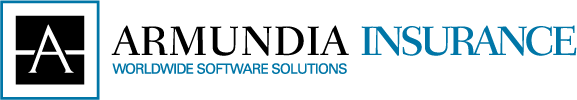 A
ARMUNDIA INSURANCE
WORLDWIDE SOFTWARE SOLUTIONS